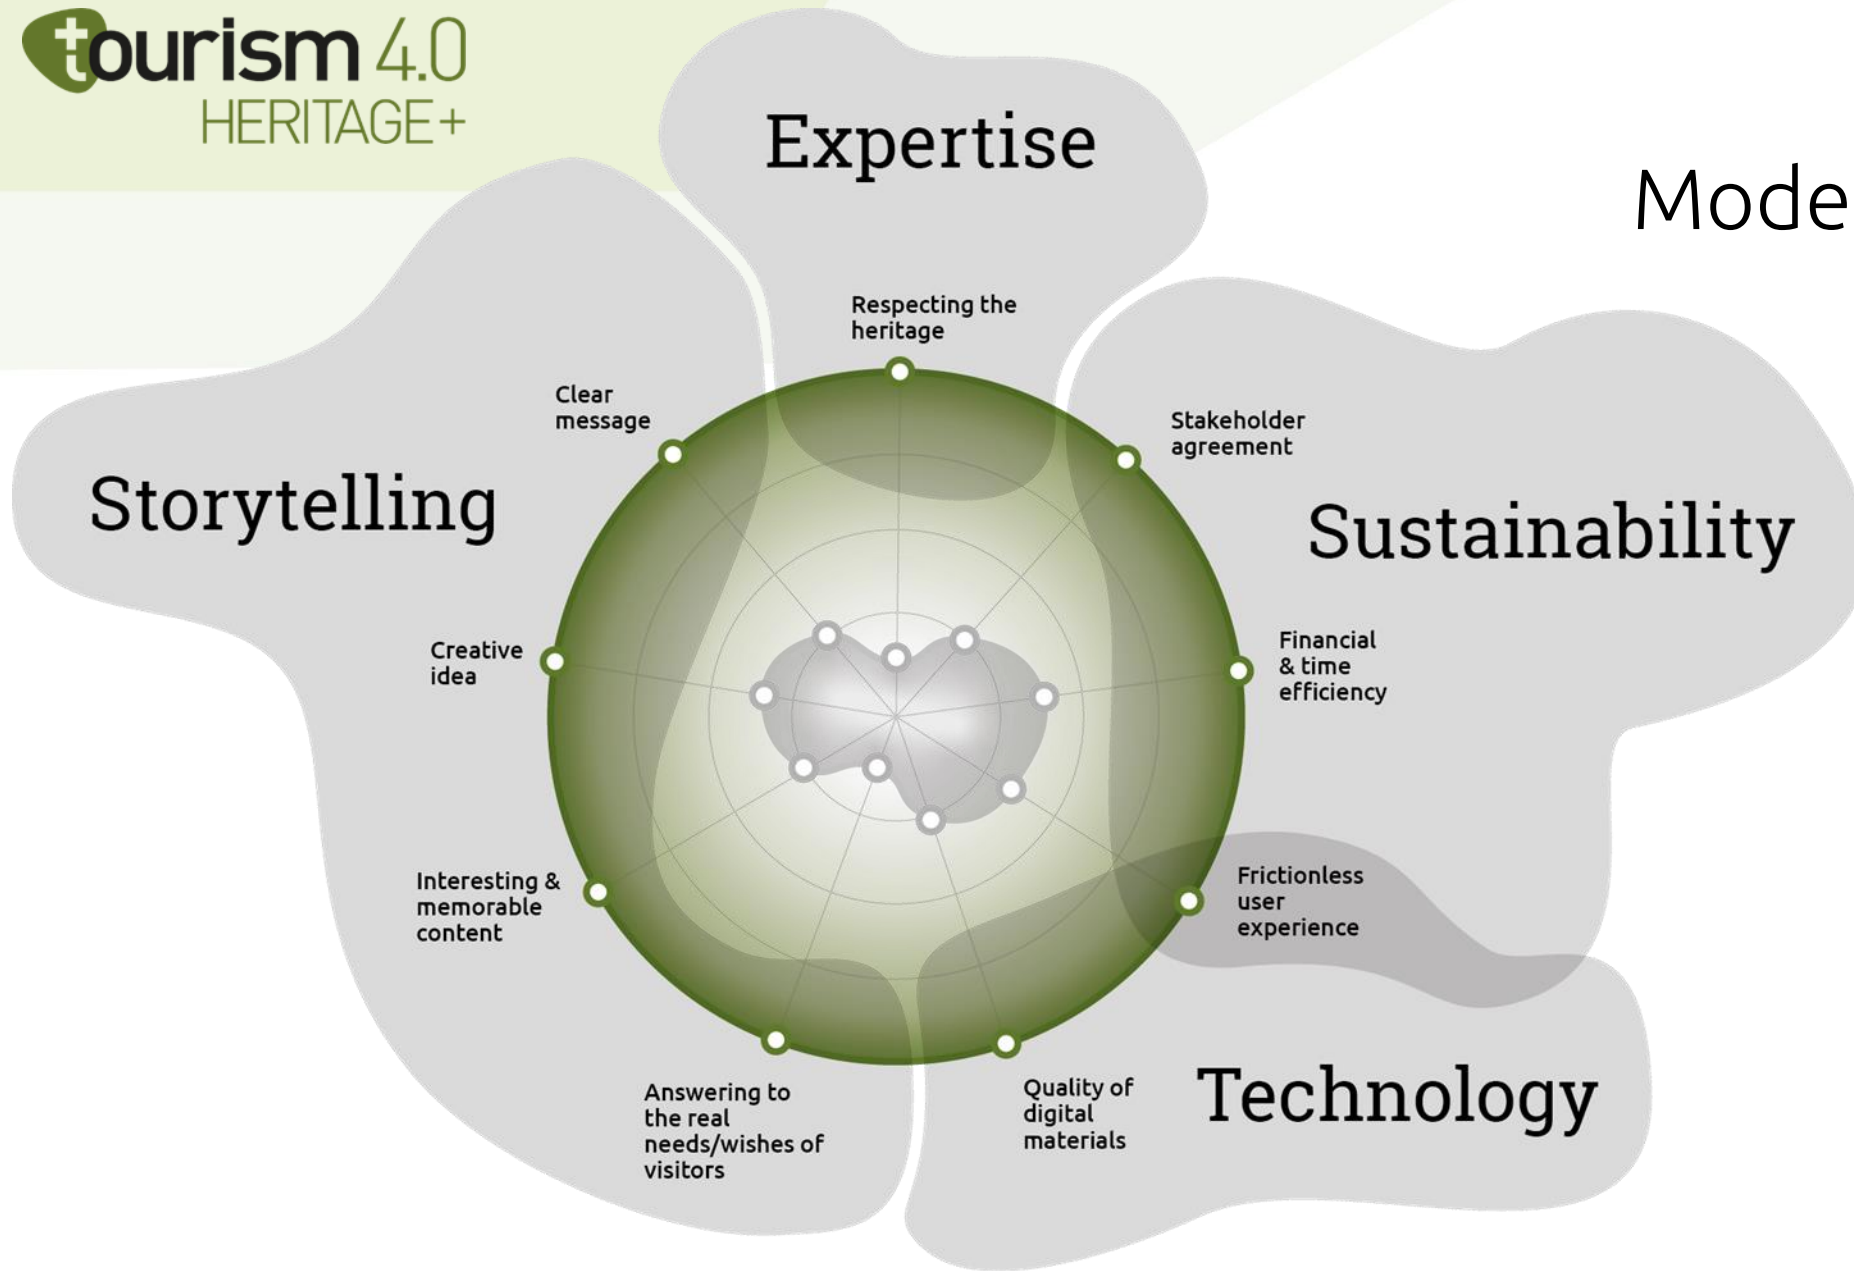 tourism 4.0
HERITAGE+
Expertise
Mode
Respecting the
heritage
Clear
message
Stakeholder
agreement
Storytelling
Sustainability
Creative
idea
Financial
& time
efficiency
Interesting &
memorable
content
Frictionless
user
experience
Answering to
the real
needs/wishes of
visitors
Quality of
digital
materials
Technology